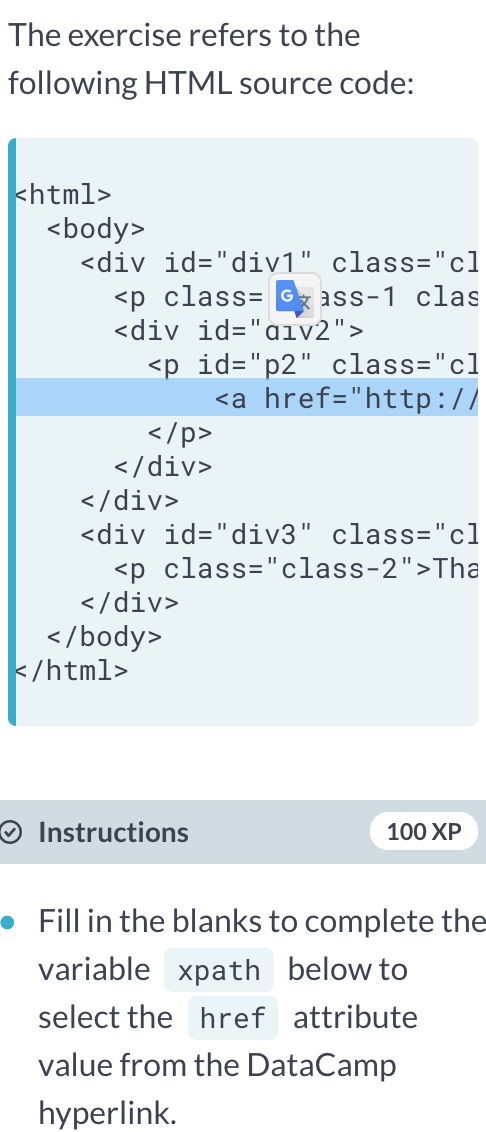 The exercise refers to the
following HTML source code:
<html>
  <body>
    <div id="div1" class="cl
      <p class= ass-1 clas
      <div id="div2">
        <p id="p2" class="cl
            <a href="http://
        </p>
      </div>
    </div>
    <div id="div3" class="cl
      <p class="class-2">Tha
    </div>
  </body>
</html>
Instructions 100 XP
Fill in the blanks to complete the
variable xpath below to
select the href attribute
value from the DataCamp
hyperlink.